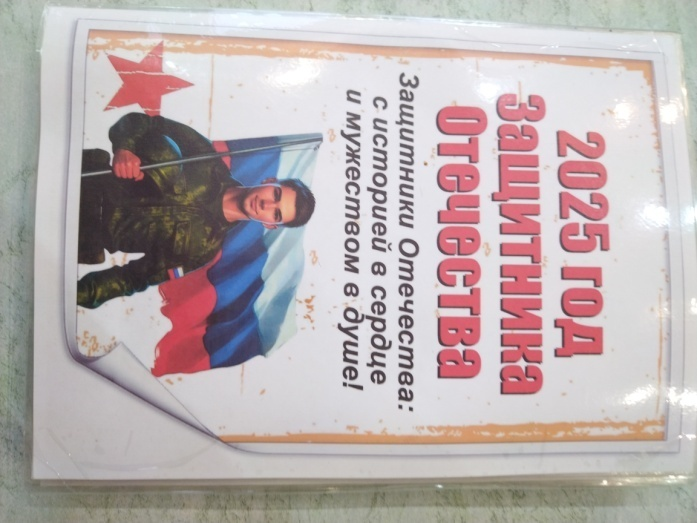 2025 год
Защитника
Отечества
Защитники Отечества:
с историей в сердце
и мужеством в душе!